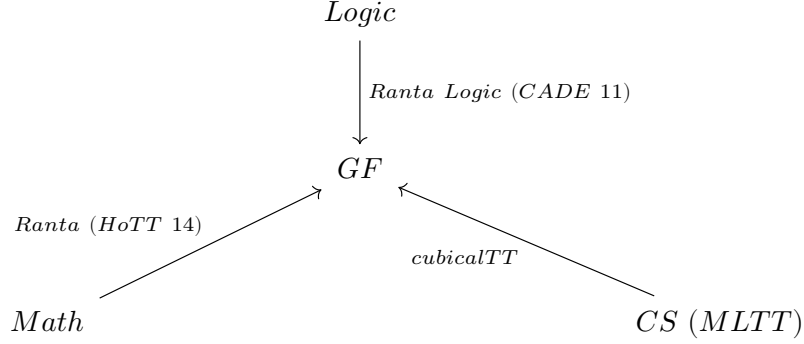 Logic
Ranta Logic (CADE 11)
GF
Ranta (HoTT 14)
cubicalTT
Math
CS (MLTT)